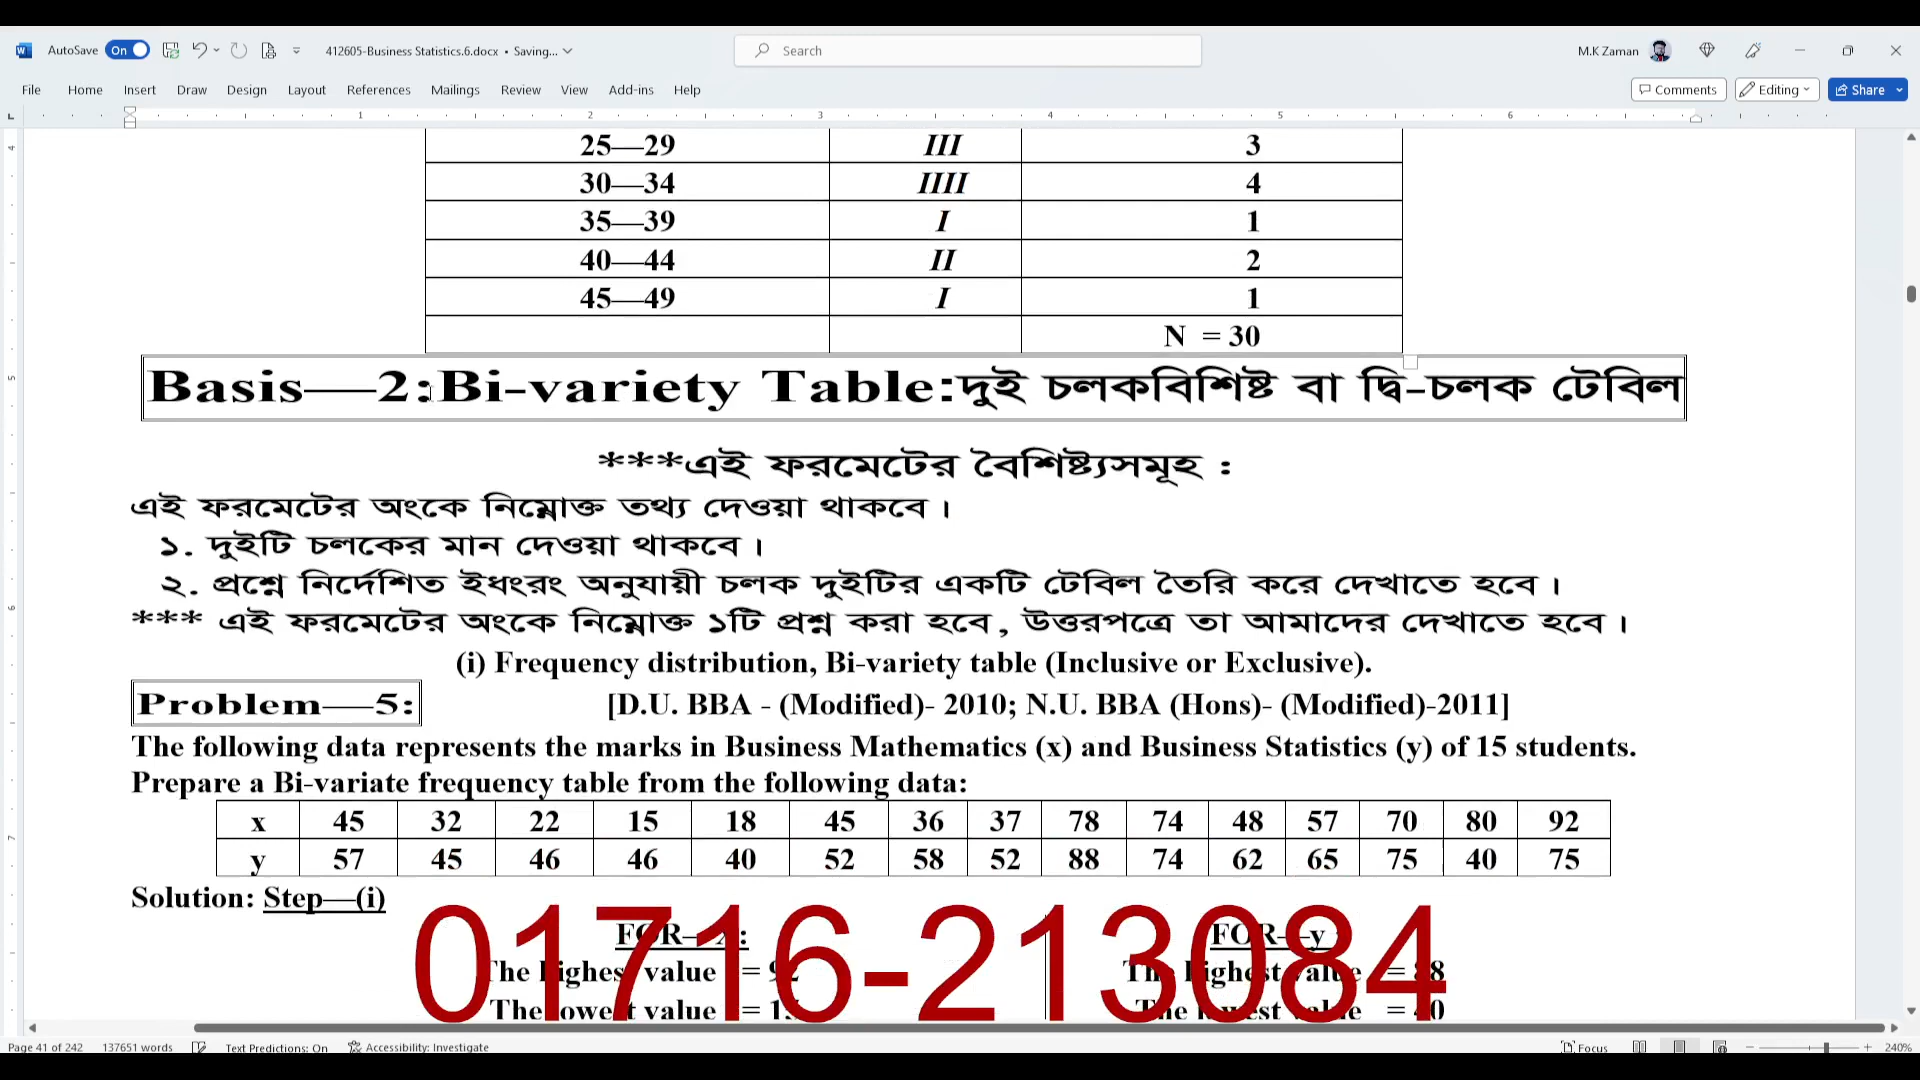 AutoSave On 412605-Business Statistics.6.docx • Saving... Search M.K Zaman
File Home Insert Draw Design Layout References Mailings Review View Add-ins Help Comments Editing Share
1 2 3 4 5 6
25—29 III 3
30—34 IIII 4
35—39 I 1
40—44 II 2
45—49 I 1
N = 30
Basis—2:Bi-variety Table:দুই চলকবিশিষ্ট বা দ্বি-চলক টেবিল
***এই ফরমেটের বৈশিষ্ট্যসমূহ :
এই ফরমেটের অংকে নিম্নোক্ত তথ্য দেওয়া থাকবে।
১. দুইটি চলকের মান দেওয়া থাকবে।
২. প্রশ্নে নির্দেশিত ইধংরং অনুযায়ী চলক দুইটির একটি টেবিল তৈরি করে দেখাতে হবে।
*** এই ফরমেটের অংকে নিম্নোক্ত ১টি প্রশ্ন করা হবে, উত্তরপত্রে তা আমাদের দেখাতে হবে।
(i) Frequency distribution, Bi-variety table (Inclusive or Exclusive).
Problem—5: [D.U. BBA - (Modified)- 2010; N.U. BBA (Hons)- (Modified)-2011]
The following data represents the marks in Business Mathematics (x) and Business Statistics (y) of 15 students.
Prepare a Bi-variate frequency table from the following data:
x 45 32 22 15 18 45 36 37 78 74 48 57 70 80 92
y 57 45 46 46 40 52 58 52 88 74 62 65 75 40 75
Solution: Step—(i)
01716-213084
value =
= 88
value =
Page 41 of 242 137651 words Text Predictions: On Accessibility: Investigate Focus 240%